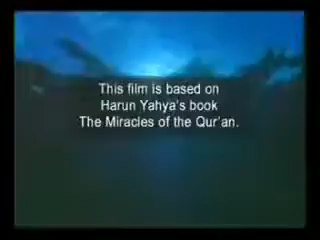 This film is based on
Harun Yahya's book
The Miracles of the Qur'an.